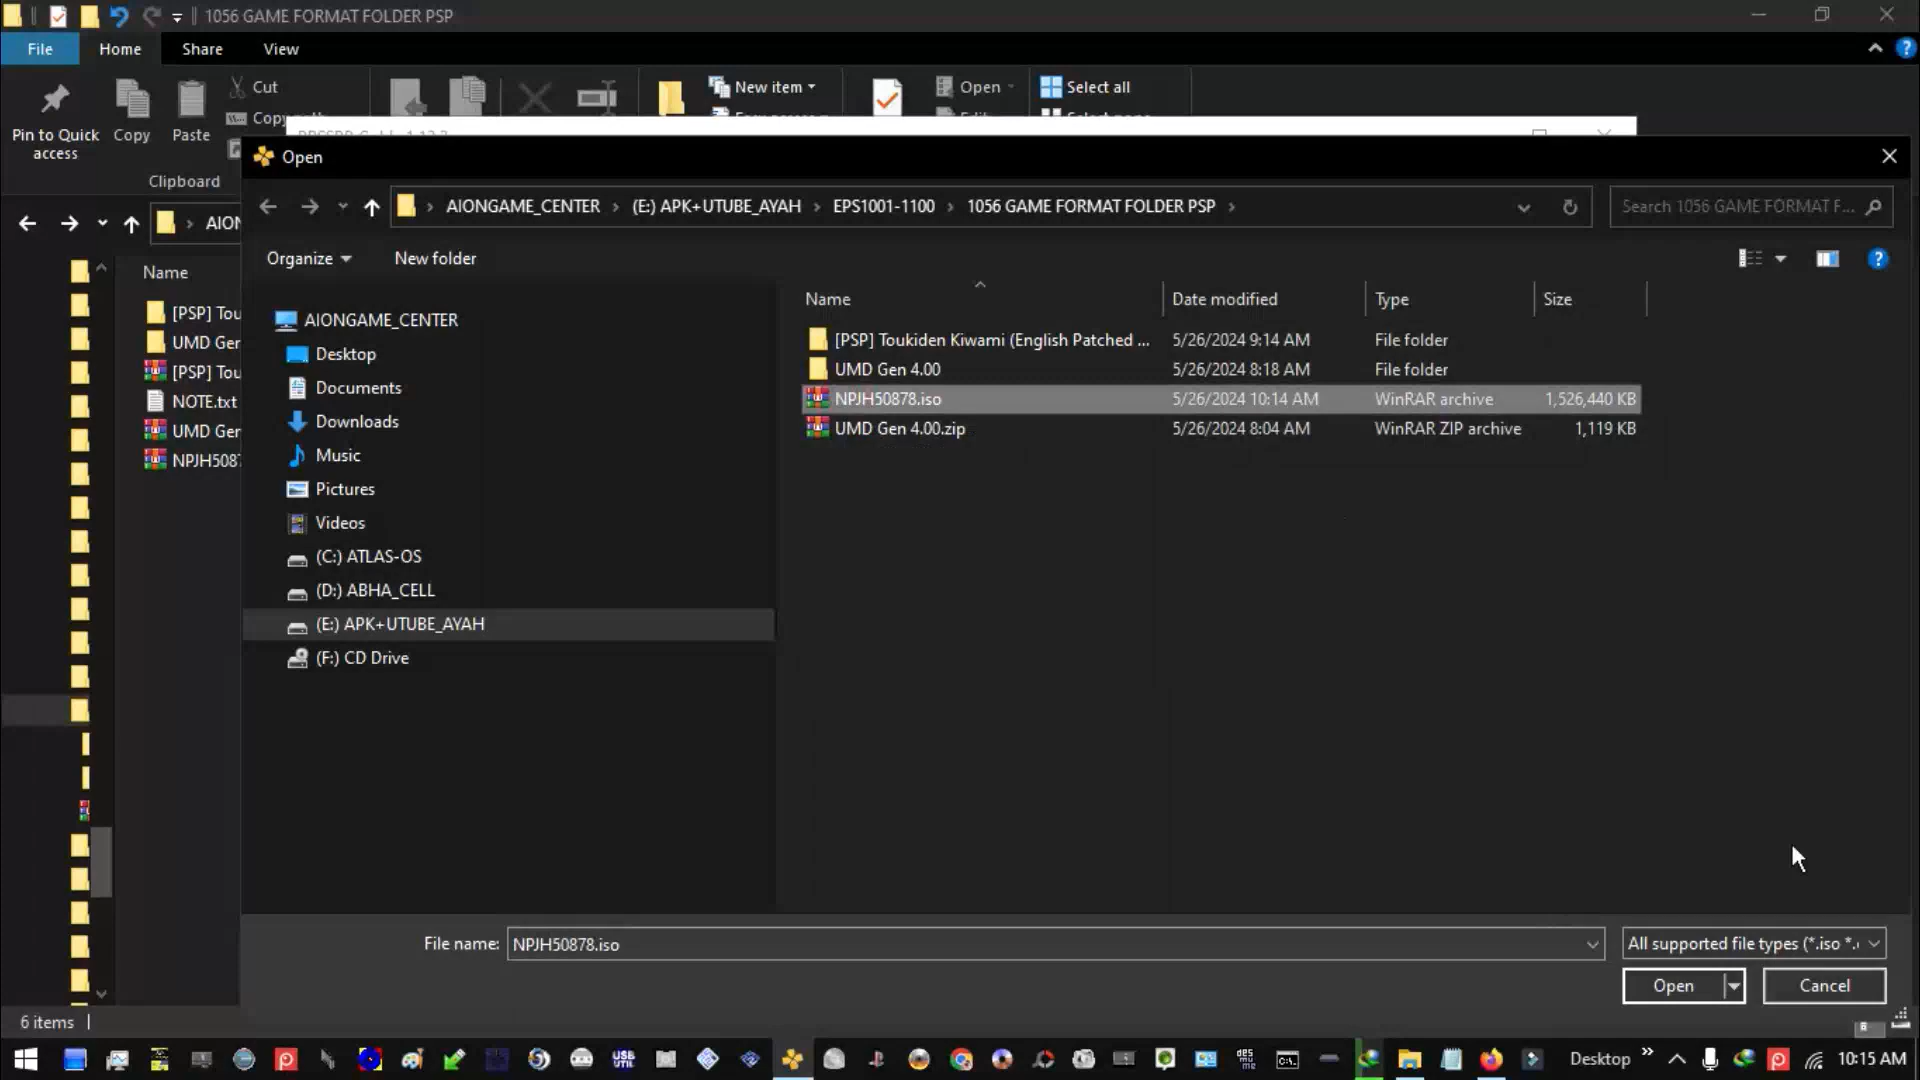 1056 GAME FORMAT FOLDER PSP
File Home Share View
Pin to Quick access
Copy
Paste
Cut
Clipboard
New item
Open
Select all
Open
AIONGAME_CENTER > (E:) APK+UTUBE_AYAH > EPS1001-1100 > 1056 GAME FORMAT FOLDER PSP >
Search 1056 GAME FORMAT F...
Organize
New folder
Name
[PSP] Tou
UMD Ger
[PSP] Tou
NOTE.txt
UMD Ger
NPJH508
6 items
AIONGAME_CENTER
Desktop
Documents
Downloads
Music
Pictures
Videos
(C:) ATLAS-OS
(D:) ABHA_CELL
(E:) APK+UTUBE_AYAH
(F:) CD Drive
Name Date modified Type Size
[PSP] Toukiden Kiwami (English Patched ... 5/26/2024 9:14 AM File folder
UMD Gen 4.00 5/26/2024 8:18 AM File folder
NPJH50878.iso 5/26/2024 10:14 AM WinRAR archive 1,526,440 KB
UMD Gen 4.00.zip 5/26/2024 8:04 AM WinRAR ZIP archive 1,119 KB
File name: NPJH50878.iso
All supported file types (*.iso *.
Open
Cancel
USB UTIL
Desktop
10:15 AM